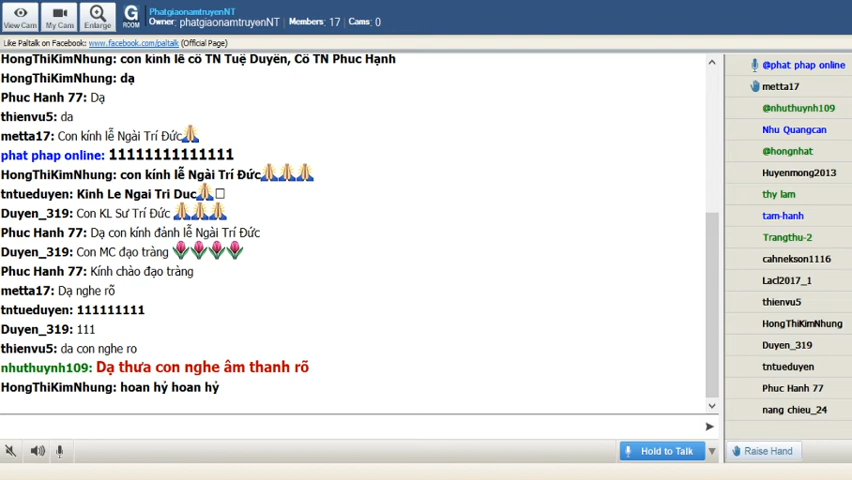 View Cam
My Cam
Enlarge
G
ROOM
PhatgiaonamtruyenNT
Owner: phatgiaonamtruyenNT Members: 17 Cams: 0
Like Paltalk on Facebook: www.facebook.com/paltalk (Official Page)
HongThiKimNhung: con kính lễ cô TN Tuệ Duyên, Cô TN Phuc Hạnh
HongThiKimNhung: dạ
Phuc Hanh 77: Dạ
thienvu5: da
metta17: Con kính lễ Ngài Trí Đức🙏
phat phap online: 11111111111111
HongThiKimNhung: con kính lễ Ngài Trí Đức🙏🙏🙏
tntueduyen: Kinh Le Ngai Tri Duc🙏
Duyen_319: Con KL Sư Trí Đức 🙏🙏🙏
Phuc Hanh 77: Dạ con kính đảnh lễ Ngài Trí Đức
Duyen_319: Con MC đạo tràng 🌷🌷🌷🌷
Phuc Hanh 77: Kính chào đạo tràng
metta17: Dạ nghe rõ
tntueduyen: 111111111
Duyen_319: 111
thienvu5: da con nghe ro
nhuthuynh109: Dạ thưa con nghe âm thanh rõ
HongThiKimNhung: hoan hỷ hoan hỷ
Hold to Talk
@phat phap online
metta17
@nhuthuynh109
Nhu Quangcan
@hongnhat
Huyenmong2013
thy lam
tam-hanh
Trangthu-2
cahnekson1116
Lacl2017_1
thienvu5
HongThiKimNhung
Duyen_319
tntueduyen
Phuc Hanh 77
nang chieu_24
Raise Hand